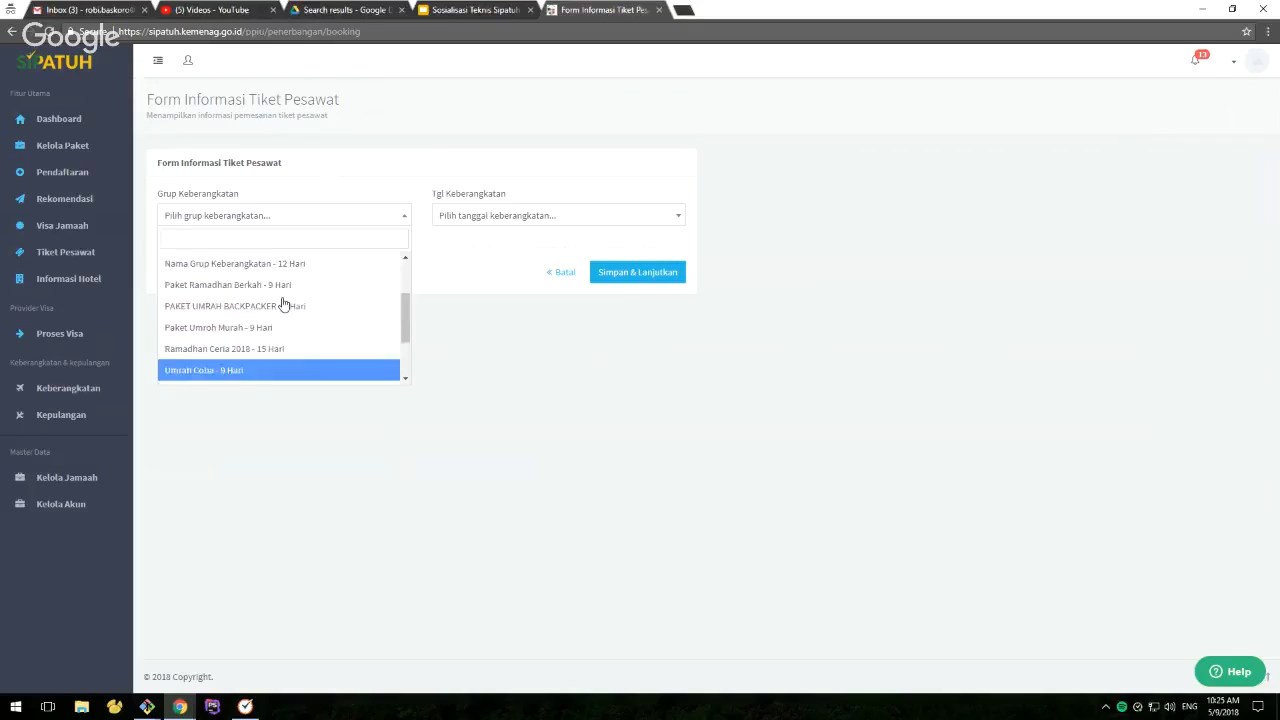 Inbox (8) - robubaskoro@
(3) Videos - YouTube
Search results - Google D
Sosialisasi Teknis Sipatuh
Form Informasi Tiket Pesa
https://sipatuh.kemenag.go.id/ppiu/penerbangan/booking
Google
SIPATUH
13
Fitur Utama
Dashboard
Kelola Paket
Pendaftaran
Rekomendasi
Visa Jamaah
Tiket Pesawat
Informasi Hotel
Provider Visa
Proses Visa
Keberangkatan & kepulangan
Keberangkatan
Kepulangan
Master Data
Kelola Jamaah
Kelola Akun
Form Informasi Tiket Pesawat
Menampilkan informasi pemesanan tiket pesawat
Form Informasi Tiket Pesawat
Grup Keberangkatan
Tgl Keberangkatan
Pilih grup keberangkatan...
Pilih tanggal keberangkatan...
Nama Grup Keberangkatan - 12 Hari
Paket Ramadhan Berkah - 9 Hari
PAKET UMRAH BACKPACKER Hari
Paket Umroh Murah - 9 Hari
Ramadhan Ceria 2018 - 15 Hari
Umrah Coba - 9 Hari
« Batal
Simpan & Lanjutkan
© 2018 Copyright.
Help
ENG
10:25 AM
5/9/2018